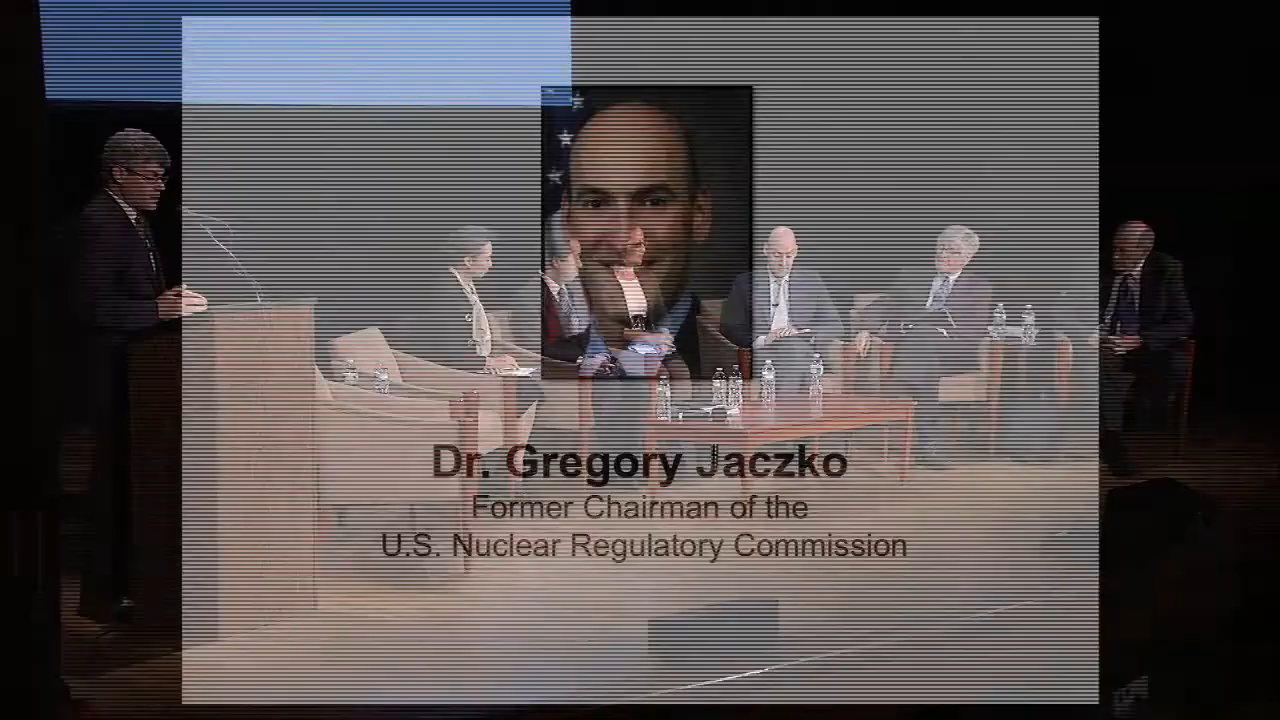 Dr. Gregory Jaczko
Former Chairman of the
U.S. Nuclear Regulatory Commission